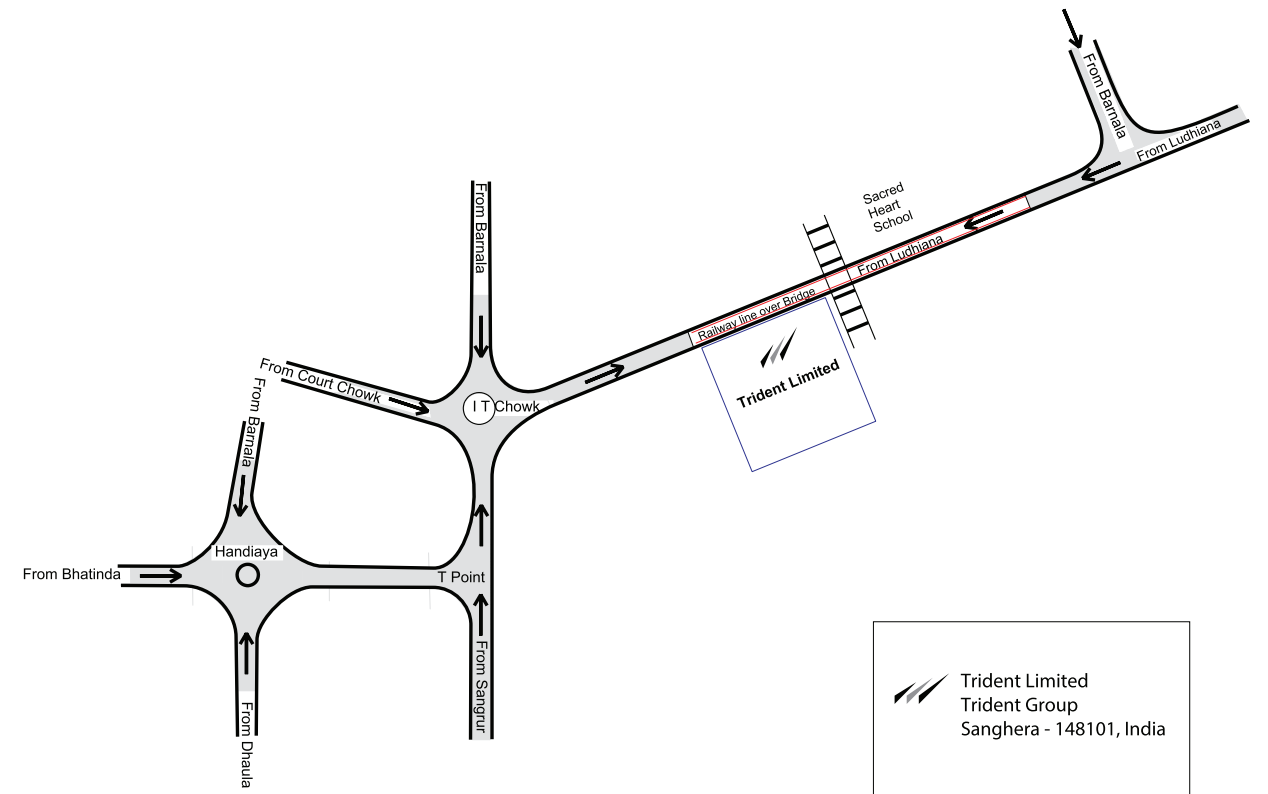 From Barnala
From Ludhiana
Sacred
Heart
School
From Ludhiana
Railway line over Bridge
Trident Limited
From Barnala
From Court Chowk
I T Chowk
From Barnala
Handiaya
From Bhatinda
T Point
From Sangrur
From Dhaula
Trident Limited
Trident Group
Sanghera - 148101, India